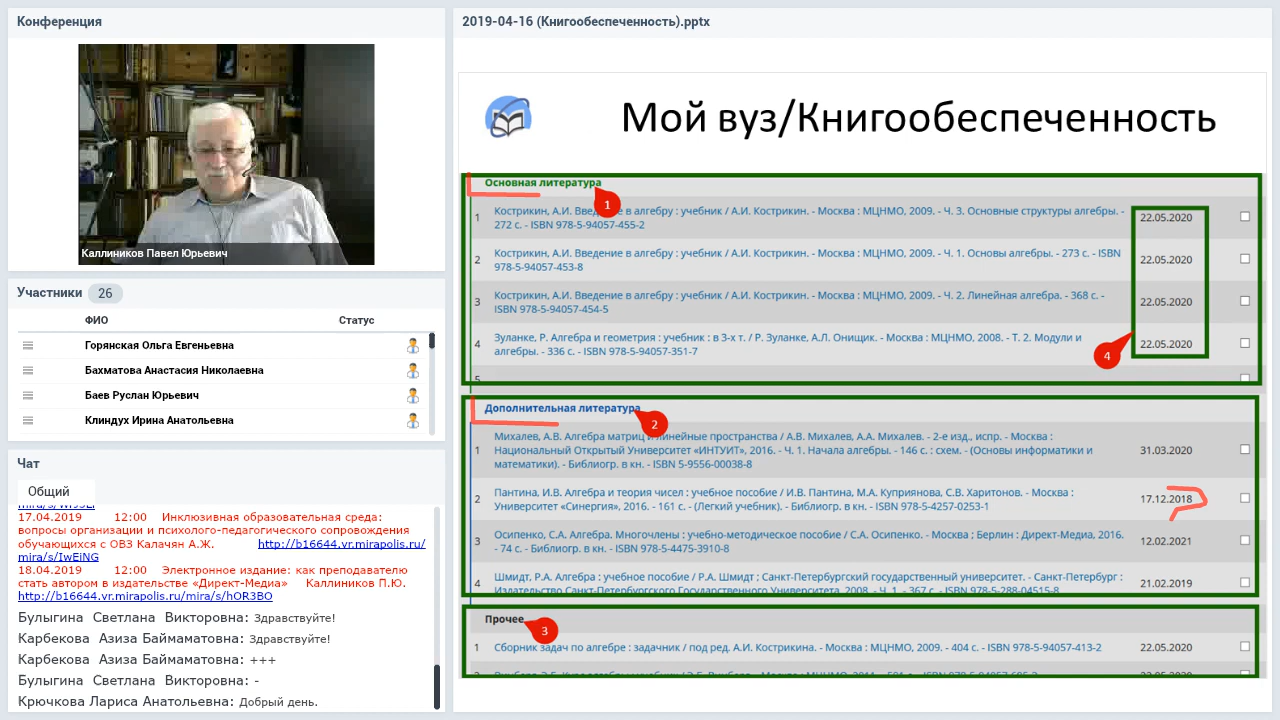 Конференция
Каллиников Павел Юрьевич
Участники 26
ФИО Статус
Горянская Ольга Евгеньевна
Бахматова Анастасия Николаевна
Баев Руслан Юрьевич
Клиндух Ирина Анатольевна
Чат
Общий
17.04.2019 12:00 Инклюзивная образовательная среда:
вопросы организации и психолого-педагогического сопровождения
обучающихся с ОВЗ Калачян А.Ж. http://b16644.vr.mirapolis.ru/
mira/s/IwEiNG
18.04.2019 12:00 Электронное издание: как преподавателю
стать автором в издательстве «Директ-Медиа» Каллиников П.Ю.
http://b16644.vr.mirapolis.ru/mira/s/hOR3BO
Булыгина Светлана Викторовна: Здравствуйте!
Карбекова Азиза Баймаматовна: Здравствуйте!
Карбекова Азиза Баймаматовна: +++
Булыгина Светлана Викторовна: -
Крючкова Лариса Анатольевна: Добрый день.
2019-04-16 (Книгообеспеченность).pptx
Мой вуз/Книгообеспеченность
Основная литература
1
1 Кострикин, А.И. Введение в алгебру : учебник / А.И. Кострикин. - Москва : МЦНМО, 2009. - Ч. 3. Основные структуры алгебры. - 22.05.2020
272 с. - ISBN 978-5-94057-455-2
2 Кострикин, А.И. Введение в алгебру : учебник / А.И. Кострикин. - Москва : МЦНМО, 2009. - Ч. 1. Основы алгебры. - 273 с. - ISBN 22.05.2020
978-5-94057-453-8
3 Кострикин, А.И. Введение в алгебру : учебник / А.И. Кострикин. - Москва : МЦНМО, 2009. - Ч. 2. Линейная алгебра. - 368 с. - 22.05.2020
ISBN 978-5-94057-454-5
4 Зуланке, Р. Алгебра и геометрия : учебник : в 3-х т. / Р. Зуланке, А.Л. Онищик. - Москва : МЦНМО, 2008. - Т. 2. Модули и 22.05.2020
алгебры. - 336 с. - ISBN 978-5-94057-351-7
4
5
Дополнительная литература
2
1 Михалев, А.В. Алгебра матриц и линейные пространства / А.В. Михалев, А.А. Михалев. - 2-е изд., испр. - Москва :
Национальный Открытый Университет «ИНТУИТ», 2016. - Ч. 1. Начала алгебры. - 146 с. : схем. - (Основы информатики и 31.03.2020
математики). - Библиогр. в кн. - ISBN 5-9556-00038-8
2 Пантина, И.В. Алгебра и теория чисел : учебное пособие / И.В. Пантина, М.А. Куприянова, С.В. Харитонов. - Москва : 17.12.2018
Университет «Синергия», 2016. - 161 с. - (Легкий учебник). - Библиогр. в кн. - ISBN 978-5-4257-0253-1
3 Осипенко, С.А. Алгебра. Многочлены : учебно-методическое пособие / С.А. Осипенко. - Москва ; Берлин : Директ-Медиа, 2016. 12.02.2021
- 74 с. - Библиогр. в кн. - ISBN 978-5-4475-3910-8
4 Шмидт, Р.А. Алгебра : учебное пособие / Р.А. Шмидт ; Санкт-Петербургский государственный университет. - Санкт-Петербург : 21.02.2019
Издательство Санкт-Петербургского Государственного Университета, 2008. - Ч. 1. - 367 с. - ISBN 978-5-288-04515-8
Прочее
3
1 Сборник задач по алгебре : задачник / под ред. А.И. Кострикина. - Москва : МЦНМО, 2009. - 404 с. - ISBN 978-5-94057-413-2 22.05.2020